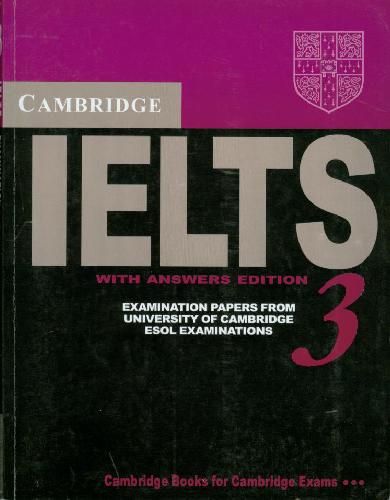 CAMBRIDGE
IELTS
WITH ANSWERS EDITION
3
EXAMINATION PAPERS FROM
UNIVERSITY OF CAMBRIDGE
ESOL EXAMINATIONS
Cambridge Books for Cambridge Exams •••